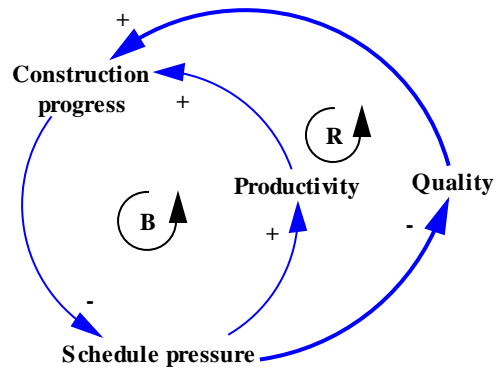 +
Construction
progress
+
R
Productivity
Quality
B
+
-
-
Schedule pressure